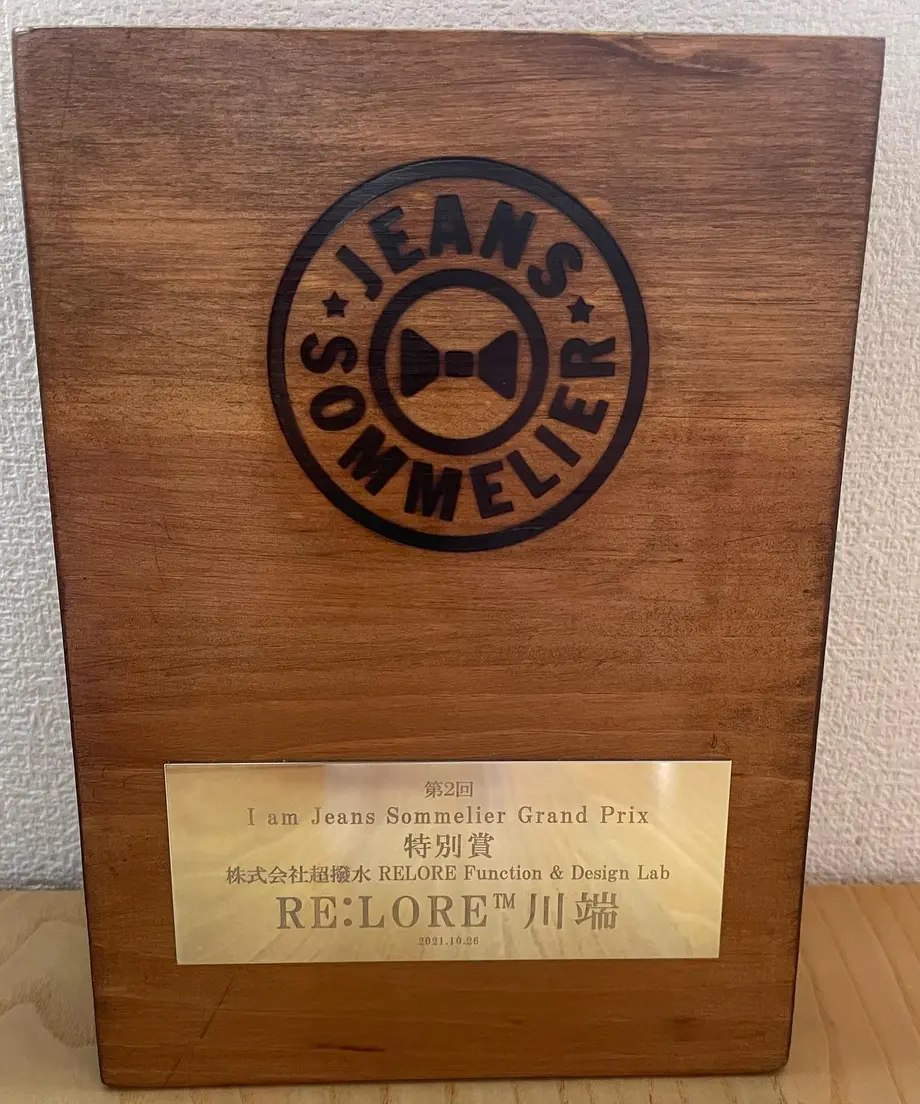 JEANS
SOMMELIER
第2回
I am Jeans Sommelier Grand Prix
特別賞
株式会社超撥水 RELORE Function & Design Lab
RE:LORE™ 川端
2021.10.26